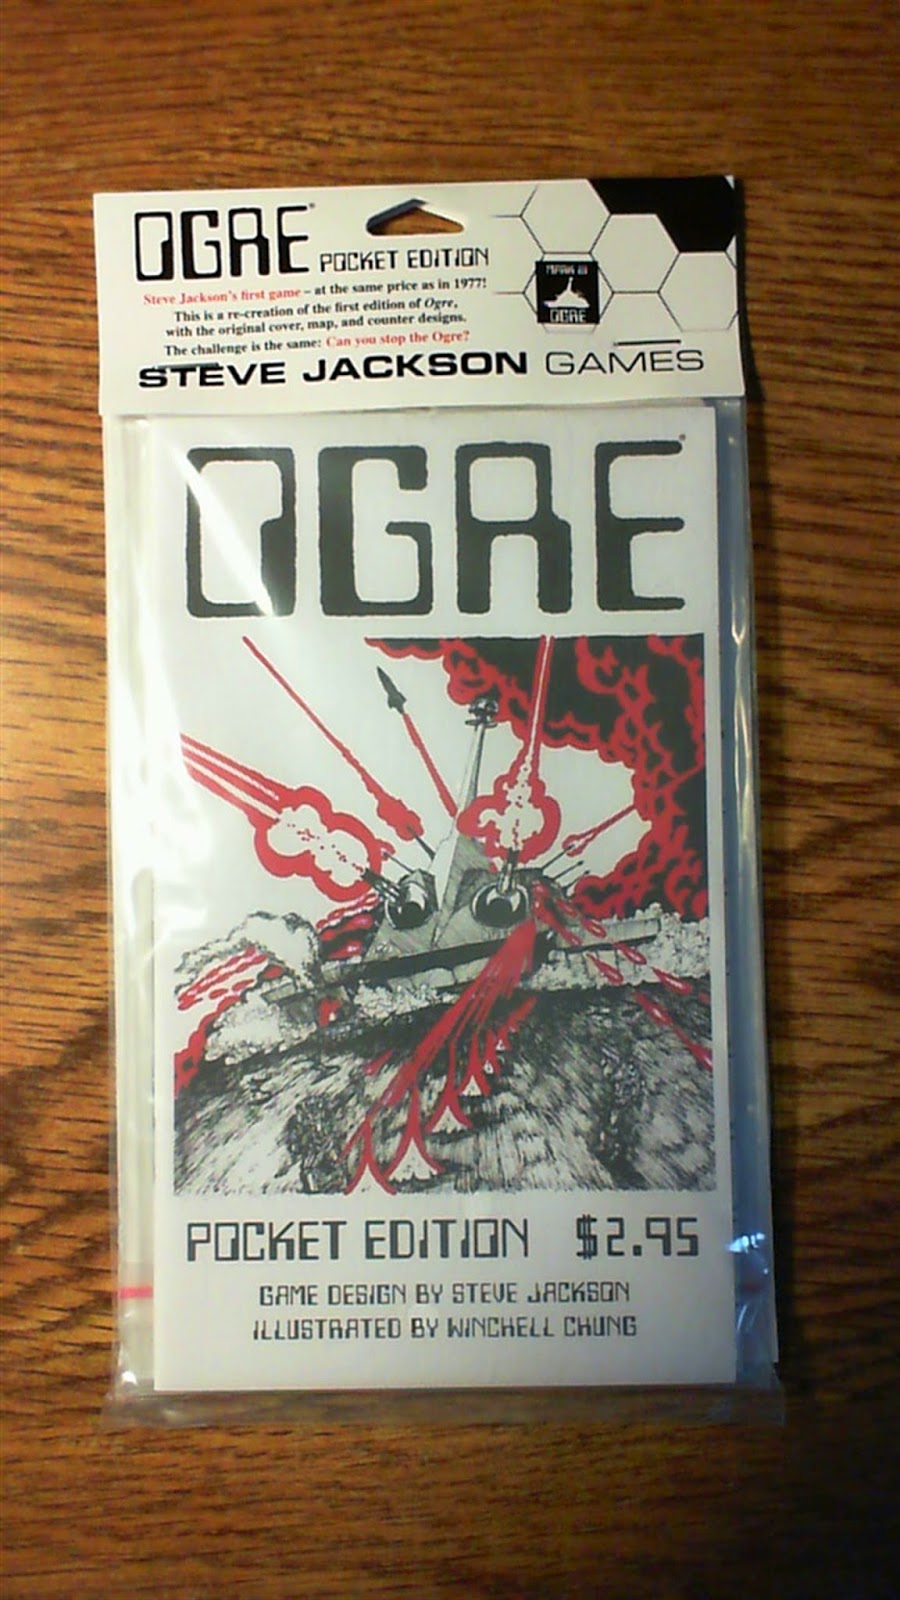 OGRE®
POCKET EDITION
Steve Jackson's first game – at the same price as in 1977!
This is a re-creation of the first edition of Ogre,
with the original cover, map, and counter designs.
The challenge is the same: Can you stop the Ogre?
MARK III
OGRE
STEVE JACKSON GAMES
OGRE®
POCKET EDITION $2.95
GAME DESIGN BY STEVE JACKSON
ILLUSTRATED BY WINCHELL CHUNG